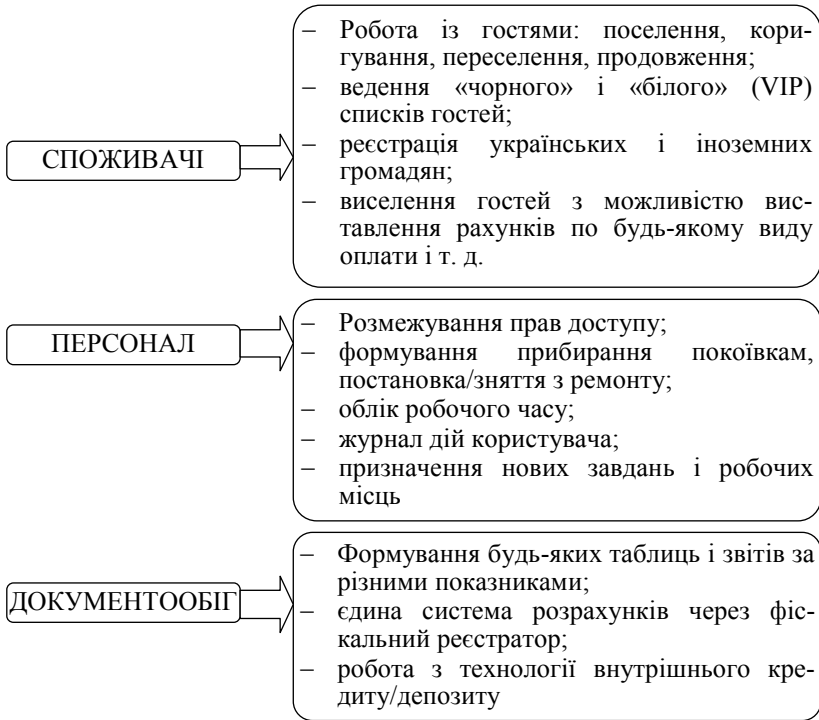 СПОЖИВАЧІ
– Робота із гостями: поселення, кори-
гування, переселення, продовження;
– ведення «чорного» і «білого» (VIP)
списків гостей;
– реєстрація українських і іноземних
громадян;
– виселення гостей з можливістю вис-
тавлення рахунків по будь-якому виду
оплати і т. д.
ПЕРСОНАЛ
– Розмежування прав доступу;
– формування прибирання покоївкам,
постановка/зняття з ремонту;
– облік робочого часу;
– журнал дій користувача;
– призначення нових завдань і робочих
місць
ДОКУМЕНТООБІГ
– Формування будь-яких таблиць і звітів за
різними показниками;
– єдина система розрахунків через фіс-
кальний реєстратор;
– робота з технології внутрішнього кре-
диту/депозиту